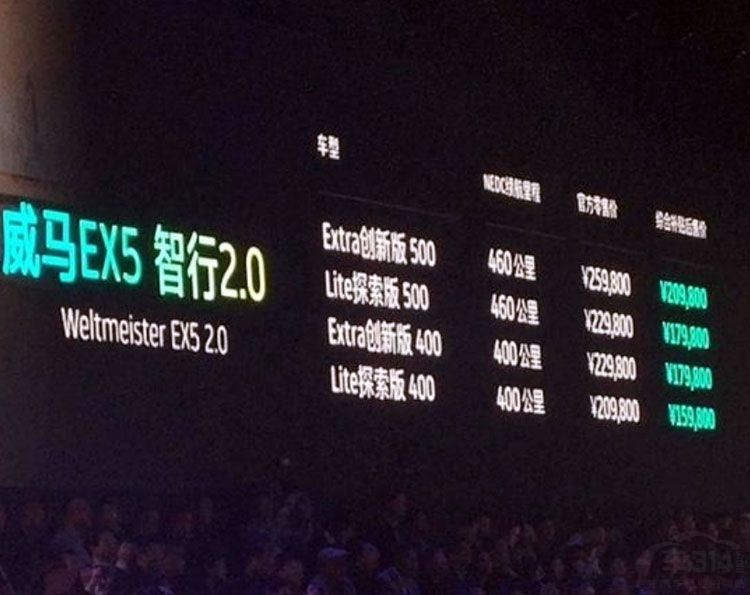 威马EX5 智行2.0
Weltmeister EX5 2.0
车型 NEDC续航里程 官方零售价 综合补贴后售价
Extra创新版 500 460公里 ¥259,800 ¥209,800
Lite探索版 500 460公里 ¥229,800 ¥179,800
Extra创新版 400 400公里 ¥229,800 ¥179,800
Lite探索版 400 400公里 ¥209,800 ¥159,800